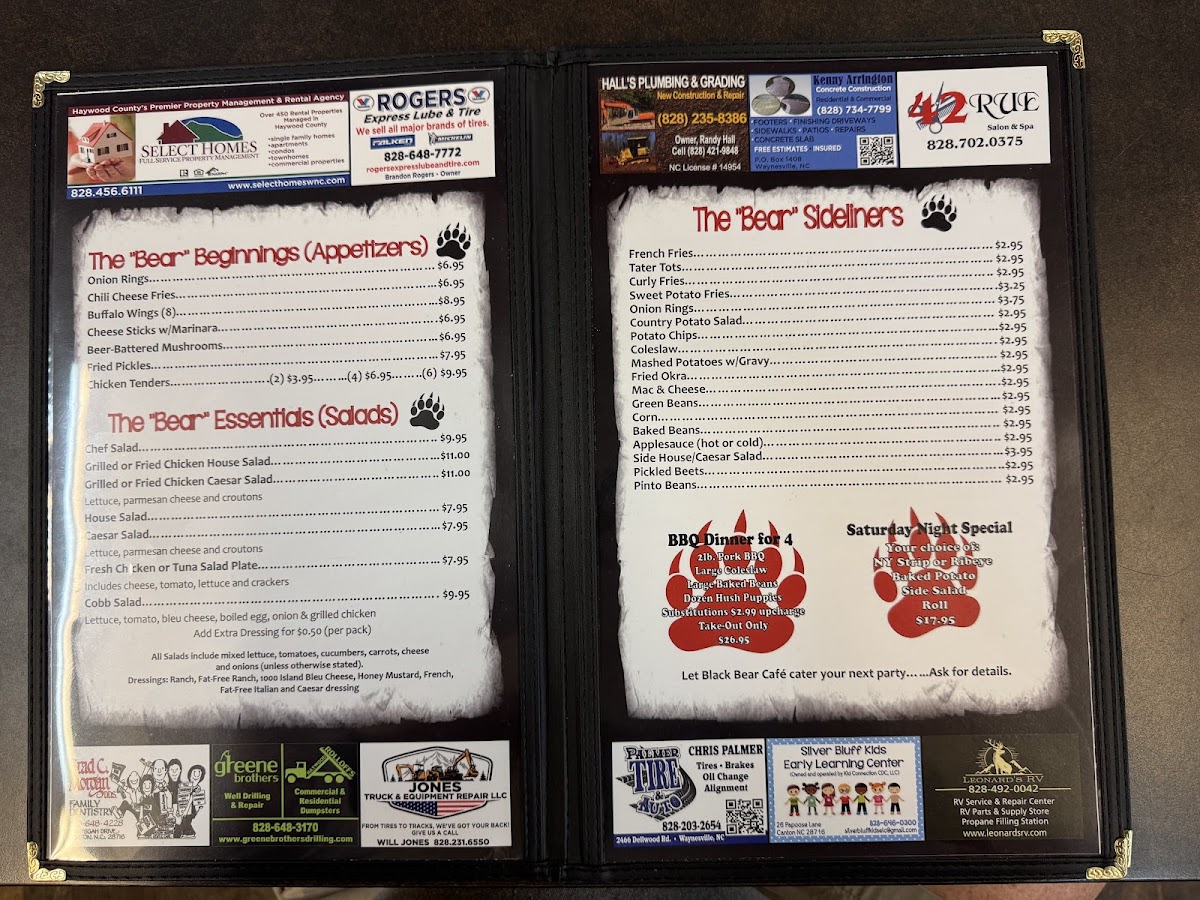 Haywood County's Premier Property Management & Rental Agency
Over 450 Rental Properties
Managed in
Haywood County
•single family homes
•apartments
•condos
•townhomes
•commercial properties
SELECT HOMES
FULL SERVICE PROPERTY MANAGEMENT
828.456.6111
www.selecthomeswnc.com
ROGERS
Express Lube & Tire
We sell all major brands of tires.
FALKEN MICHELIN
828-648-7772
rogersexpresslubeandtire.com
Brandon Rogers - Owner
The "Bear" Beginnings (Appetizers)
Onion Rings $6.95
Chili Cheese Fries $6.95
Buffalo Wings (8) $8.95
Cheese Sticks w/Marinara $6.95
Beer-Battered Mushrooms $6.95
Fried Pickles $7.95
Chicken Tenders (2) $3.95 (4) $6.95 (6) $9.95
The "Bear" Essentials (Salads)
Chef Salad $9.95
Grilled or Fried Chicken House Salad $11.00
Grilled or Fried Chicken Caesar Salad $11.00
Lettuce, parmesan cheese and croutons
House Salad $7.95
Caesar Salad $7.95
Lettuce, parmesan cheese and croutons
Fresh Chicken or Tuna Salad Plate $7.95
Includes cheese, tomato, lettuce and crackers
Cobb Salad $9.95
Lettuce, tomato, bleu cheese, boiled egg, onion & grilled chicken
Add Extra Dressing for $0.50 (per pack)
All Salads include mixed lettuce, tomatoes, cucumbers, carrots, cheese
and onions (unless otherwise stated).
Dressings: Ranch, Fat-Free Ranch, 1000 Island Bleu Cheese, Honey Mustard, French,
Fat-Free Italian and Caesar dressing
FAMILY
greene
brothers
Well Drilling
& Repair
ROLLOFFS
Commercial &
Residential
Dumpsters
828-648-3170
www.greenebrothersdrilling.com
JONES
TRUCK & EQUIPMENT REPAIR LLC
FROM TIRES TO TRACKS, WE'VE GOT YOUR BACK!
GIVE US A CALL
WILL JONES 828.231.6550
HALL'S PLUMBING & GRADING
New Construction & Repair
(828) 235-8386
Owner, Randy Hall
Cell (828) 421-9848
NC License # 14954
Kenny Arrington
Concrete Construction
Residential & Commercial
(828) 734-7799
•FOOTERS • FINISHING DRIVEWAYS
•SIDEWALKS • PATIOS • REPAIRS
•CONCRETE SLAB
FREE ESTIMATES INSURED
P.O. Box 1408
Waynesville, NC
42 RUE
Salon & Spa
828.702.0375
The "Bear" Sideliners
French Fries $2.95
Tater Tots $2.95
Curly Fries $2.95
Sweet Potato Fries $3.25
Onion Rings $3.75
Country Potato Salad $2.95
Potato Chips $2.95
Coleslaw $2.95
Mashed Potatoes w/Gravy $2.95
Fried Okra $2.95
Mac & Cheese $2.95
Green Beans $2.95
Corn $2.95
Baked Beans $2.95
Applesauce (hot or cold) $2.95
Side House/Caesar Salad $3.95
Pickled Beets $2.95
Pinto Beans $2.95
BBQ Dinner for 4
2lb. Pork BBQ
Large Coleslaw
Large Baked Beans
Dozen Hush Puppies
Substitutions $2.99 upcharge
Take-Out Only
$26.95
Saturday Night Special
Your choice of:
NY Strip or Ribeye
Baked Potato
Side Salad
Roll
$17.95
Let Black Bear Café cater your next party……Ask for details.
PALMER
TIRE
& AUTO
CHRIS PALMER
Tires • Brakes
Oil Change
Alignment
828-203-2654
2466 Dellwood Rd. • Waynesville, NC
Silver Bluff Kids
Early Learning Center
(Owned and operated by Kid Connection CDC, LLC)
26 Papoose Lane
Canton NC 28716
828-646-0300
silverbluffkidselc@gmail.com
LEONARD'S RV
828-492-0042
RV Service & Repair Center
RV Parts & Supply Store
Propane Filling Station
www.leonardsrv.com